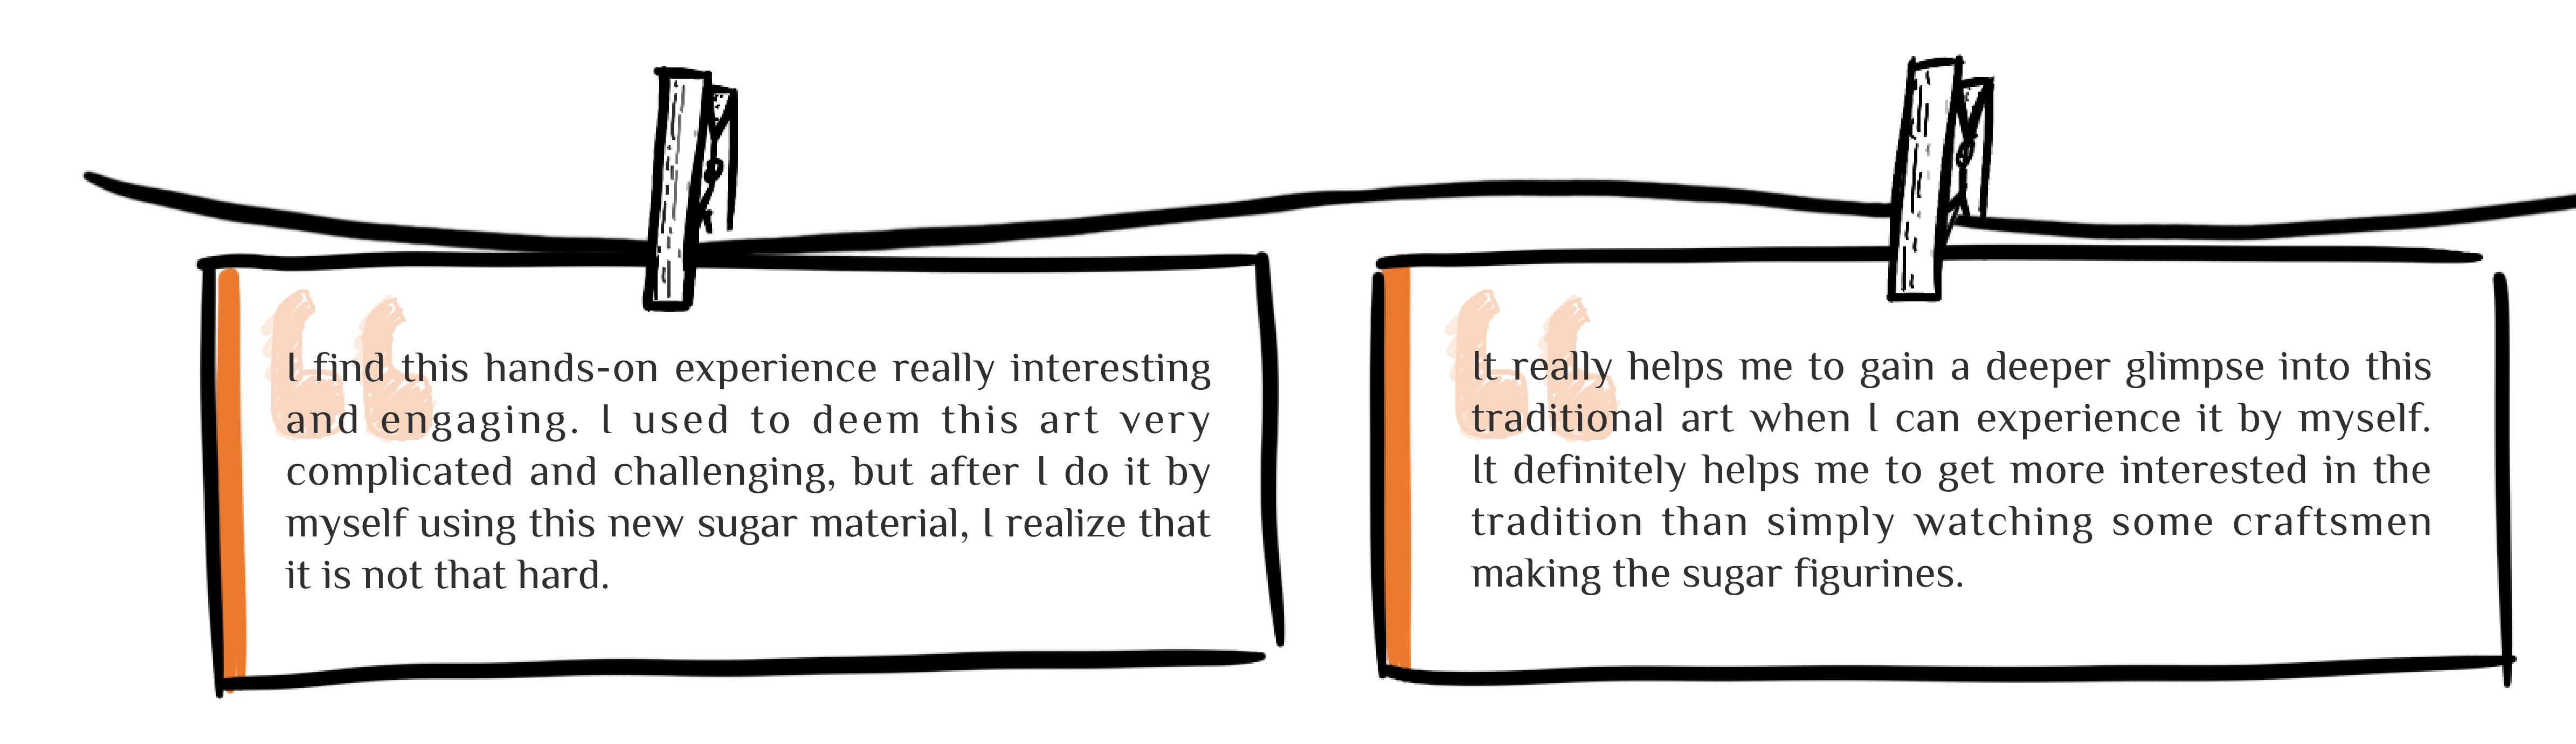 I find this hands-on experience really interesting
and engaging. I used to deem this art very
complicated and challenging, but after I do it by
myself using this new sugar material, I realize that
it is not that hard.
It really helps me to gain a deeper glimpse into this
traditional art when I can experience it by myself.
It definitely helps me to get more interested in the
tradition than simply watching some craftsmen
making the sugar figurines.